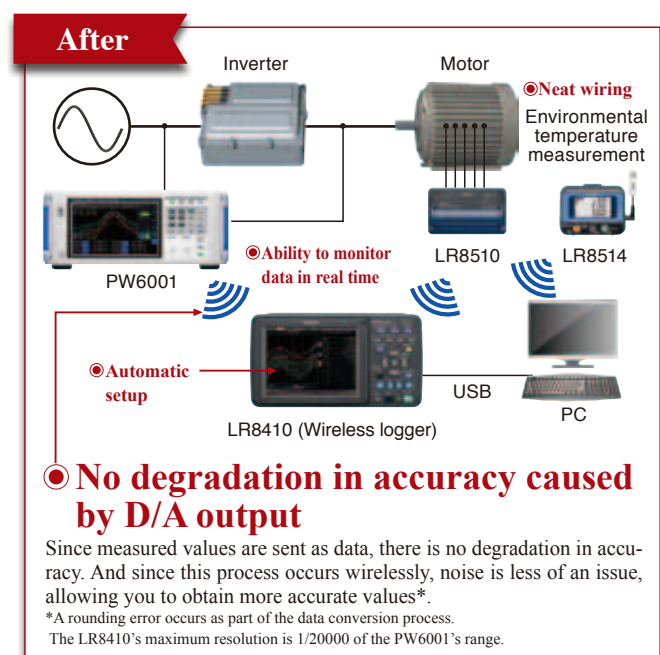 After
Inverter
Motor
◉Neat wiring
Environmental
temperature
measurement
PW6001
◉Ability to monitor
data in real time
LR8510
LR8514
◉Automatic
setup
USB
PC
LR8410 (Wireless logger)
◉ No degradation in accuracy caused
by D/A output
Since measured values are sent as data, there is no degradation in accu-
racy. And since this process occurs wirelessly, noise is less of an issue,
allowing you to obtain more accurate values*.
*A rounding error occurs as part of the data conversion process.
The LR8410's maximum resolution is 1/20000 of the PW6001's range.